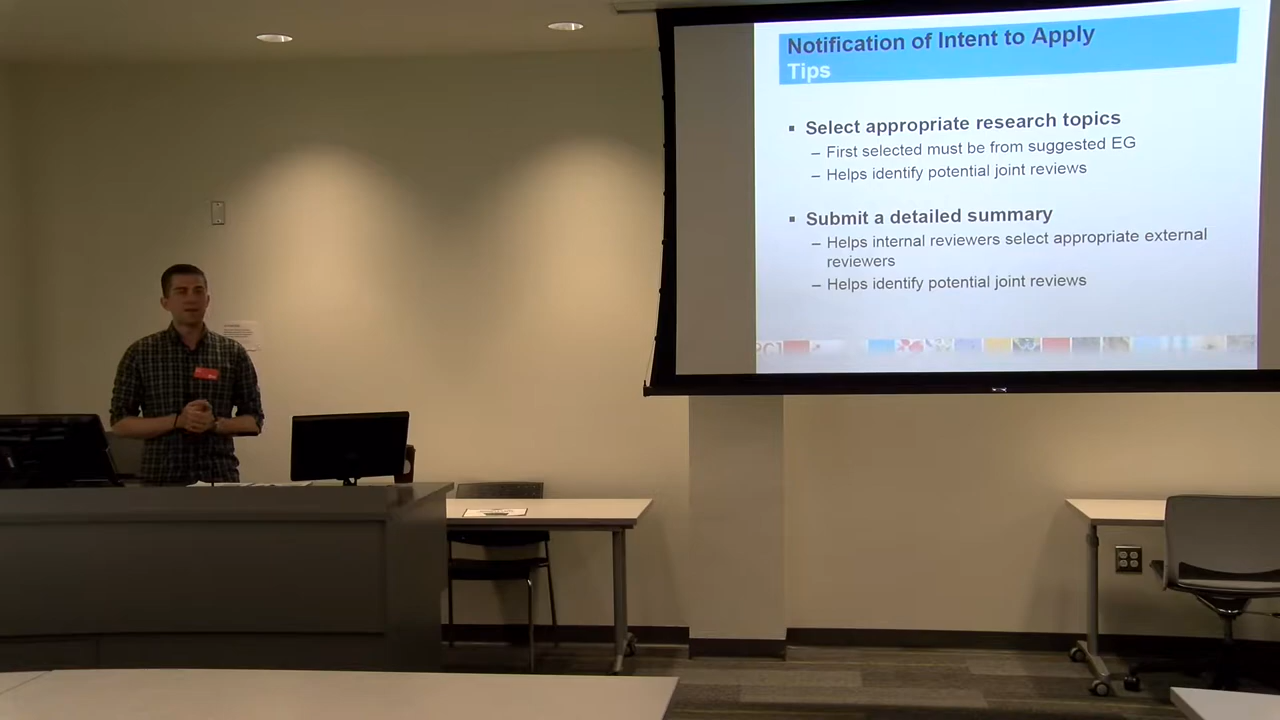 Notification of Intent to Apply
Tips
▪ Select appropriate research topics
– First selected must be from suggested EG
– Helps identify potential joint reviews
▪ Submit a detailed summary
– Helps internal reviewers select appropriate external
reviewers
– Helps identify potential joint reviews